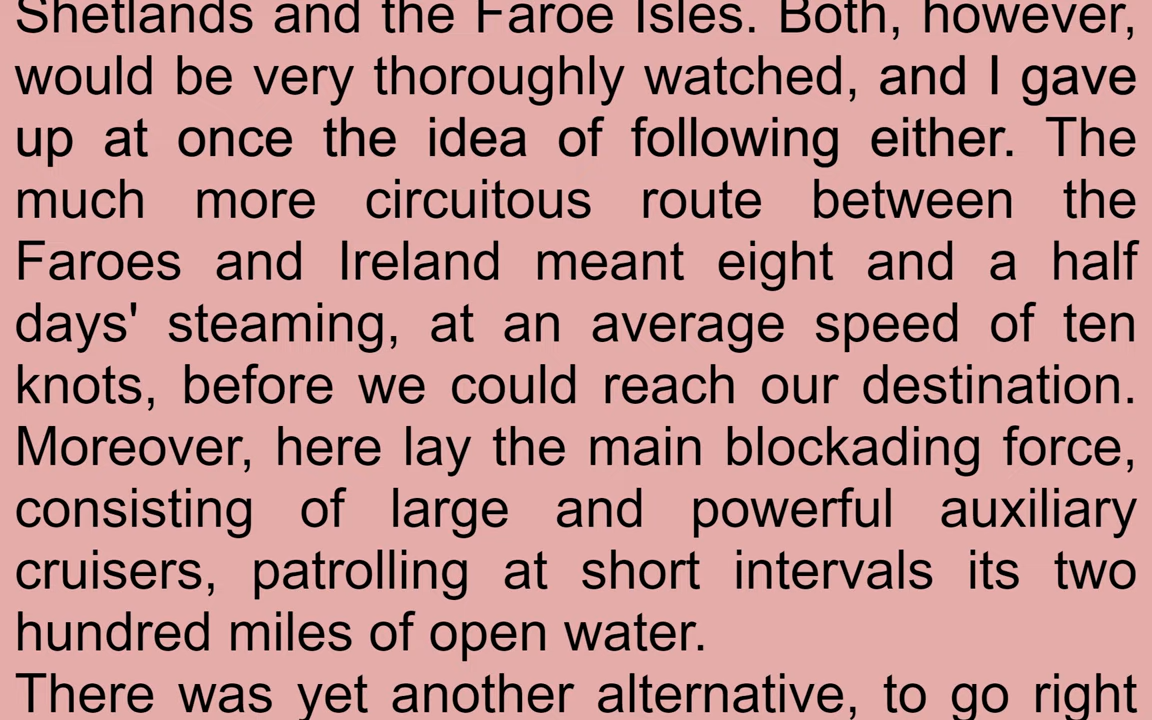 Shetlands and the Faroe Isles. Both, however,
would be very thoroughly watched, and I gave
up at once the idea of following either. The
much more circuitous route between the
Faroes and Ireland meant eight and a half
days' steaming, at an average speed of ten
knots, before we could reach our destination.
Moreover, here lay the main blockading force,
consisting of large and powerful auxiliary
cruisers, patrolling at short intervals its two
hundred miles of open water.
There was yet another alternative, to go right